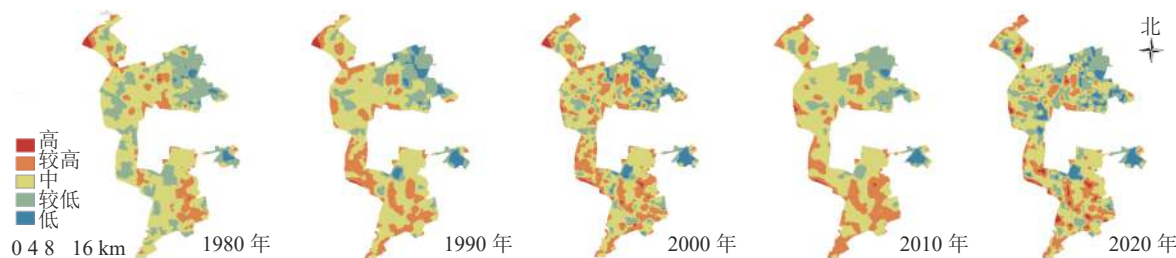 北
高
较高
中
较低
低
0 4 8 16 km
1980 年
1990 年
2000 年
2010 年
2020 年